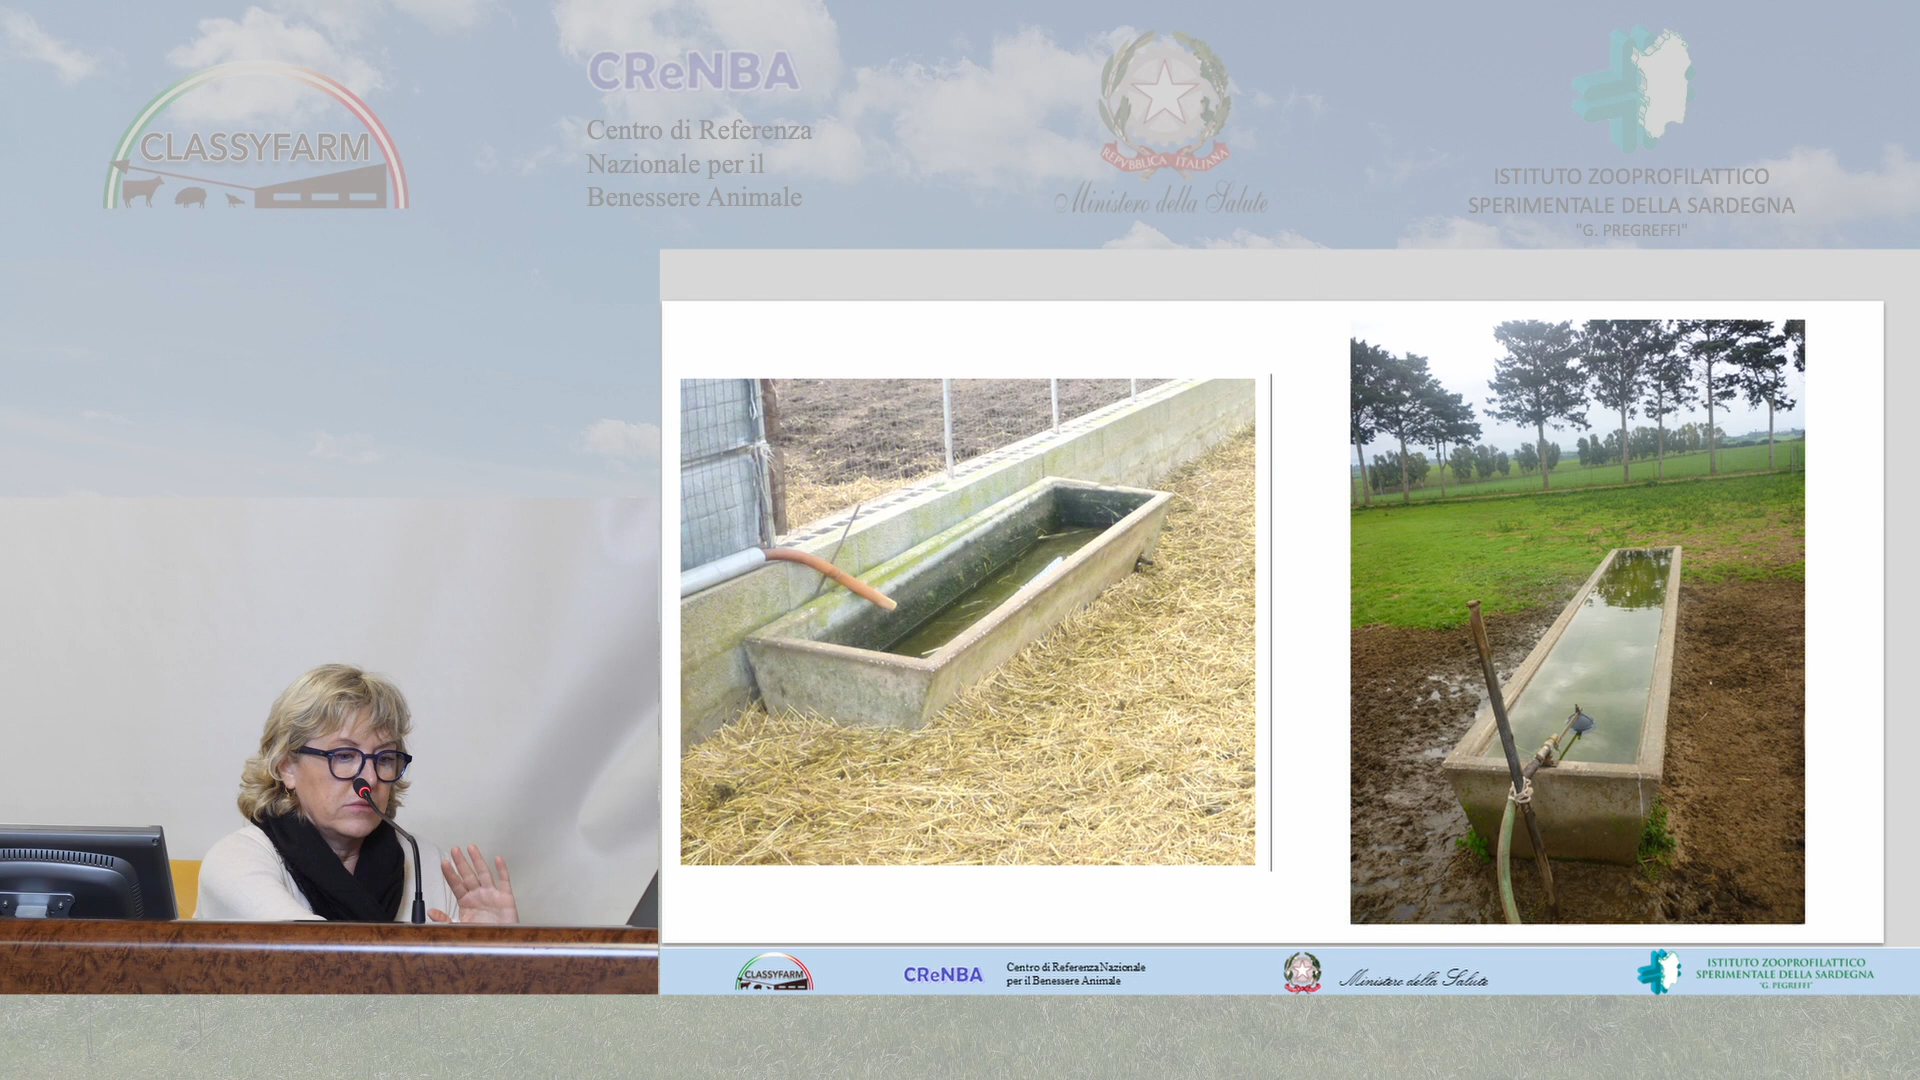 CLASSYFARM
CReNBA
Centro di Referenza
Nazionale per il
Benessere Animale
REPVBBLICA ITALIANA
Ministero della Salute
ISTITUTO ZOOPROFILATTICO
SPERIMENTALE DELLA SARDEGNA
"G. PREGREFFI"
CLASSYFARM
CReNBA
Centro di Referenza Nazionale
per il Benessere Animale
Ministero della Salute
ISTITUTO ZOOPROFILATTICO
SPERIMENTALE DELLA SARDEGNA
"G. PEGREFFI"